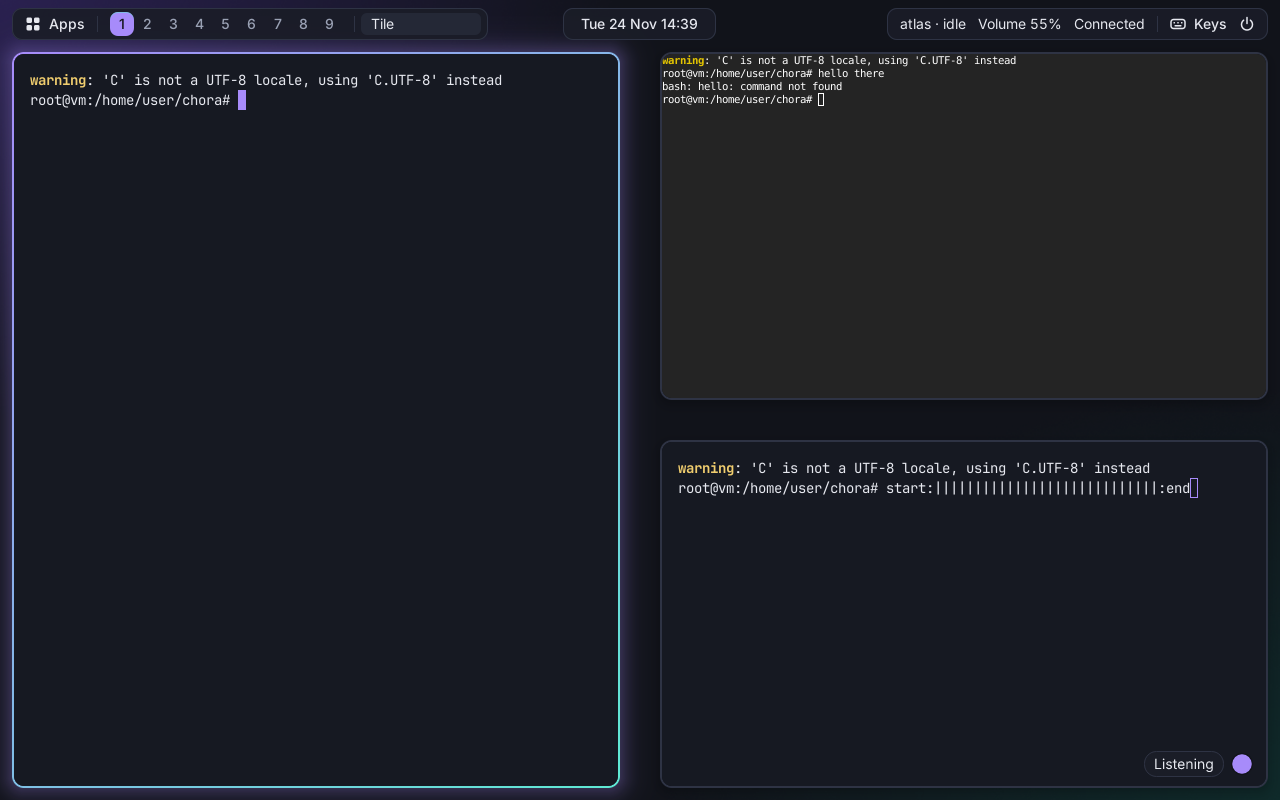 Apps 1 2 3 4 5 6 7 8 9 Tile
Tue 24 Nov 14:39
atlas · idle Volume 55% Connected Keys
warning: 'C' is not a UTF-8 locale, using 'C.UTF-8' instead
root@vm:/home/user/chora#
warning: 'C' is not a UTF-8 locale, using 'C.UTF-8' instead
root@vm:/home/user/chora# hello there
bash: hello: command not found
root@vm:/home/user/chora#
warning: 'C' is not a UTF-8 locale, using 'C.UTF-8' instead
root@vm:/home/user/chora# start:||||||||||||||||||||||||||||:end
Listening